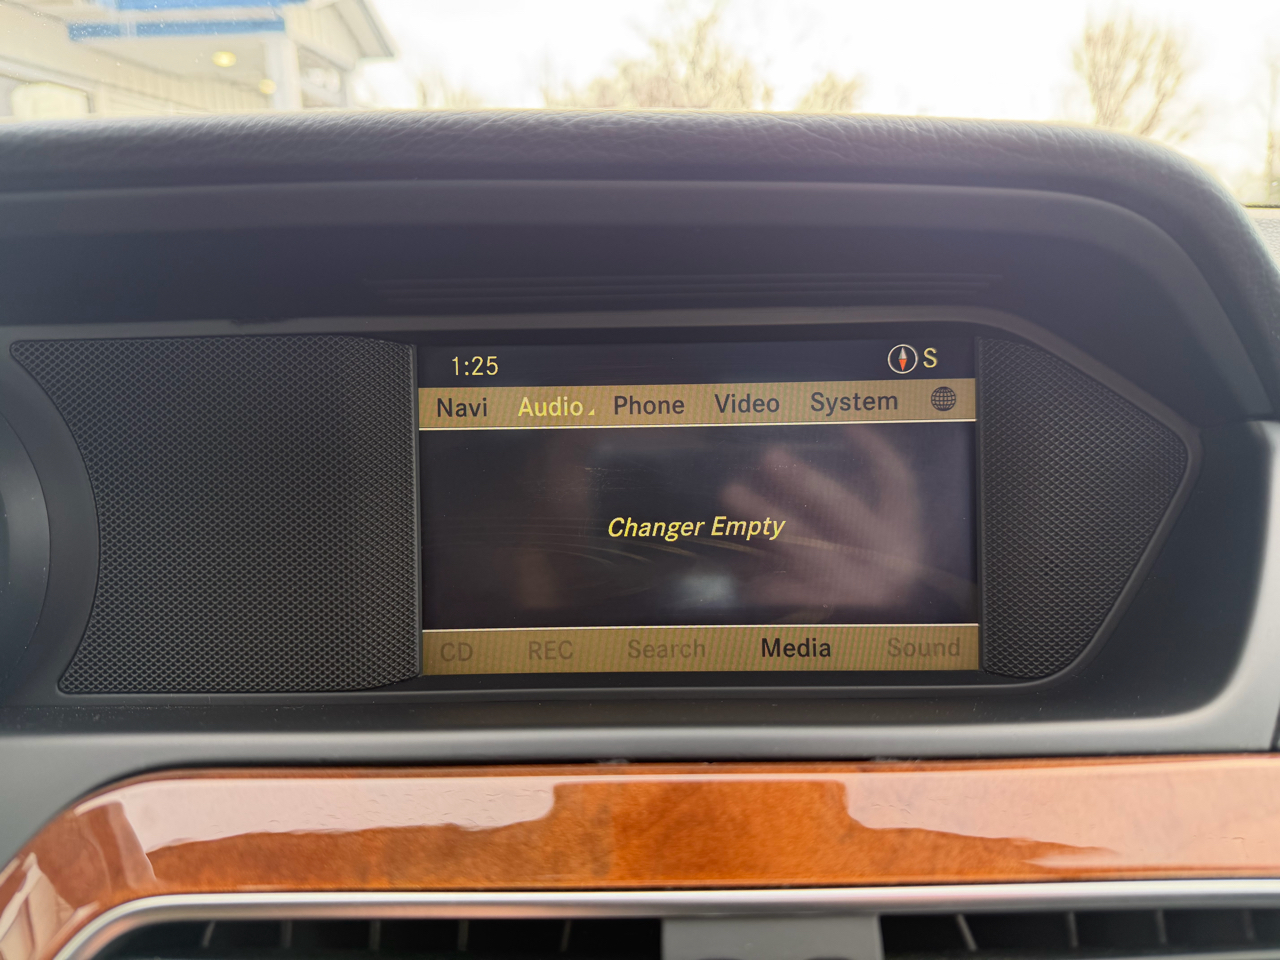 1:25 S
Navi Audio Phone Video System
Changer Empty
CD REC Search Media Sound